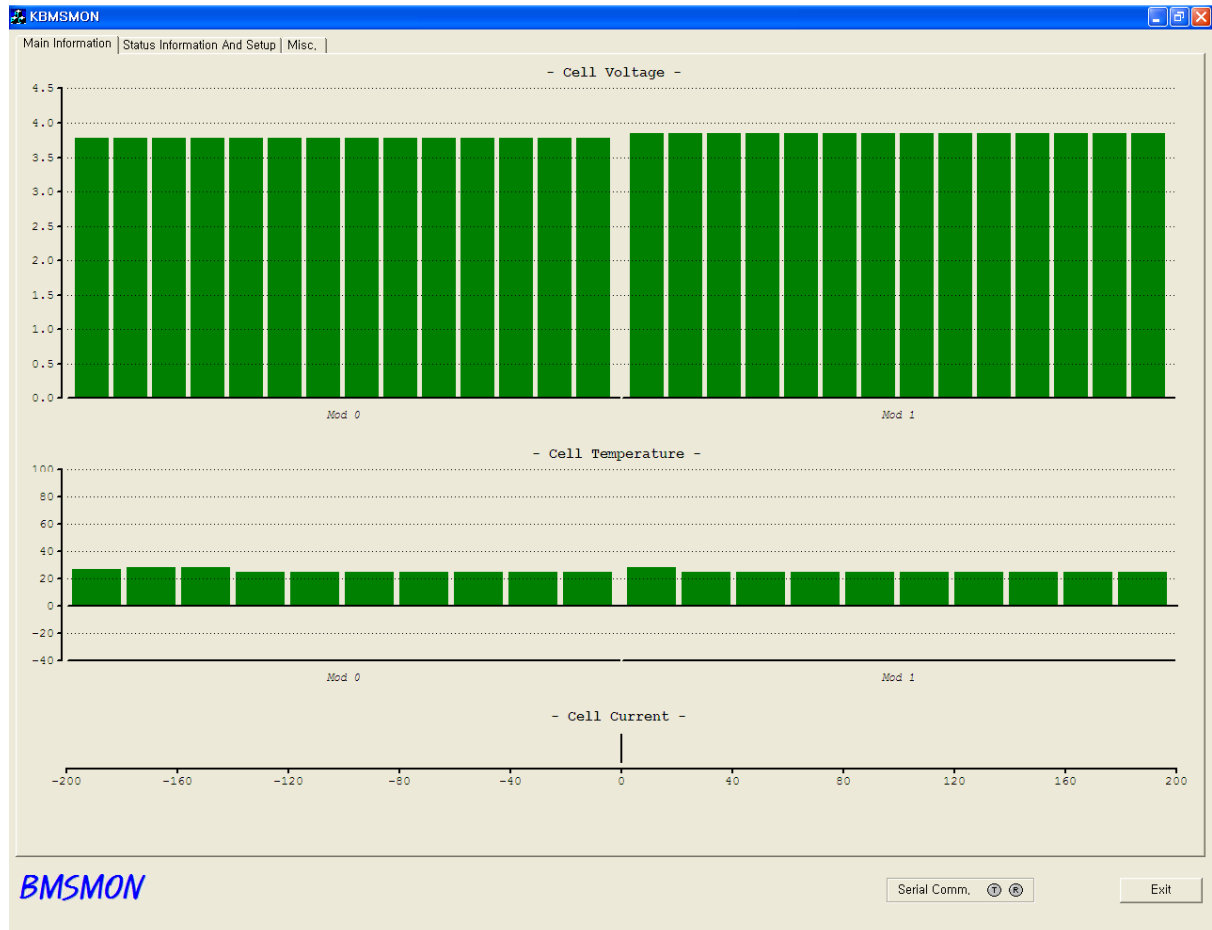 KBMSMON
Main Information Status Information And Setup Misc.
- Cell Voltage -
4.5
4.0
3.5
3.0
2.5
2.0
1.5
1.0
0.5
0.0
Mod 0 Mod 1
- Cell Temperature -
100
80
60
40
20
0
-20
-40
Mod 0 Mod 1
- Cell Current -
-200 -160 -120 -80 -40 0 40 80 120 160 200
BMSMON
Serial Comm. T R Exit